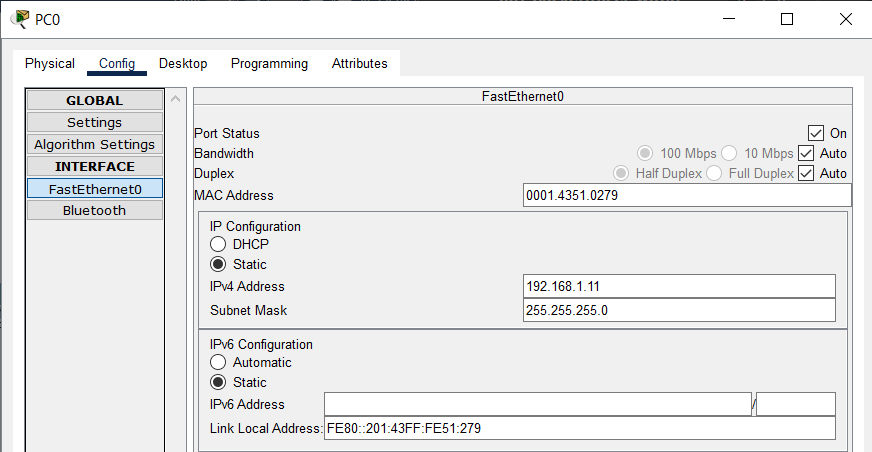 PC0
Physical Config Desktop Programming Attributes
GLOBAL
Settings
Algorithm Settings
INTERFACE
FastEthernet0
Bluetooth
FastEthernet0
Port Status On
Bandwidth 100 Mbps 10 Mbps Auto
Duplex Half Duplex Full Duplex Auto
MAC Address 0001.4351.0279
IP Configuration
DHCP
Static
IPv4 Address 192.168.1.11
Subnet Mask 255.255.255.0
IPv6 Configuration
Automatic
Static
IPv6 Address /
Link Local Address: FE80::201:43FF:FE51:279